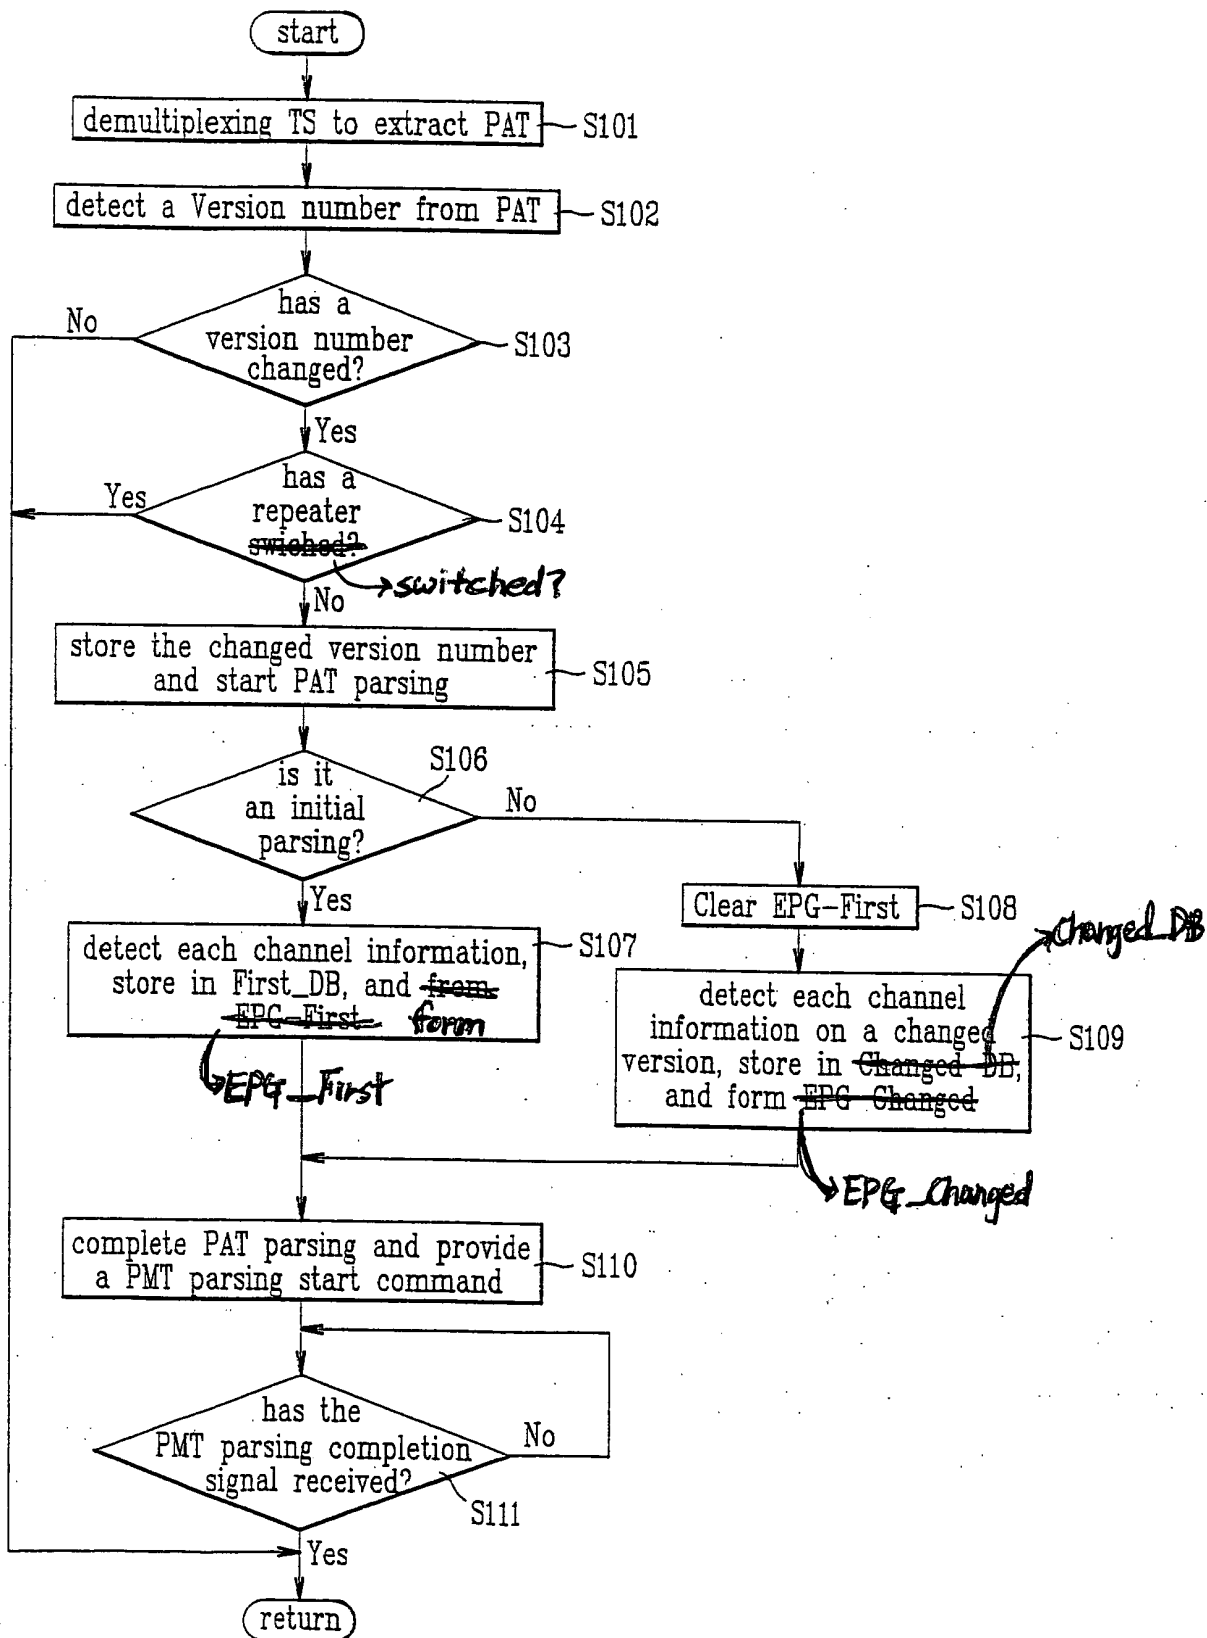 start
demultiplexing TS to extract PAT
S101
detect a Version number from PAT
S102
has a
version number
changed?
S103
No
Yes
has a
repeater
swiched?
S104
Yes
switched?
No
store the changed version number
and start PAT parsing
S105
is it
an initial
parsing?
S106
No
Yes
Clear EPG-First
S108
Changed_DB
detect each channel information,
store in First_DB, and from
EPG-First form
S107
EPG_First
detect each channel
information on a changed
version, store in Changed DB,
and form EPG Changed
S109
EPG_Changed
complete PAT parsing and provide
a PMT parsing start command
S110
has the
PMT parsing completion
signal received?
No
S111
Yes
return